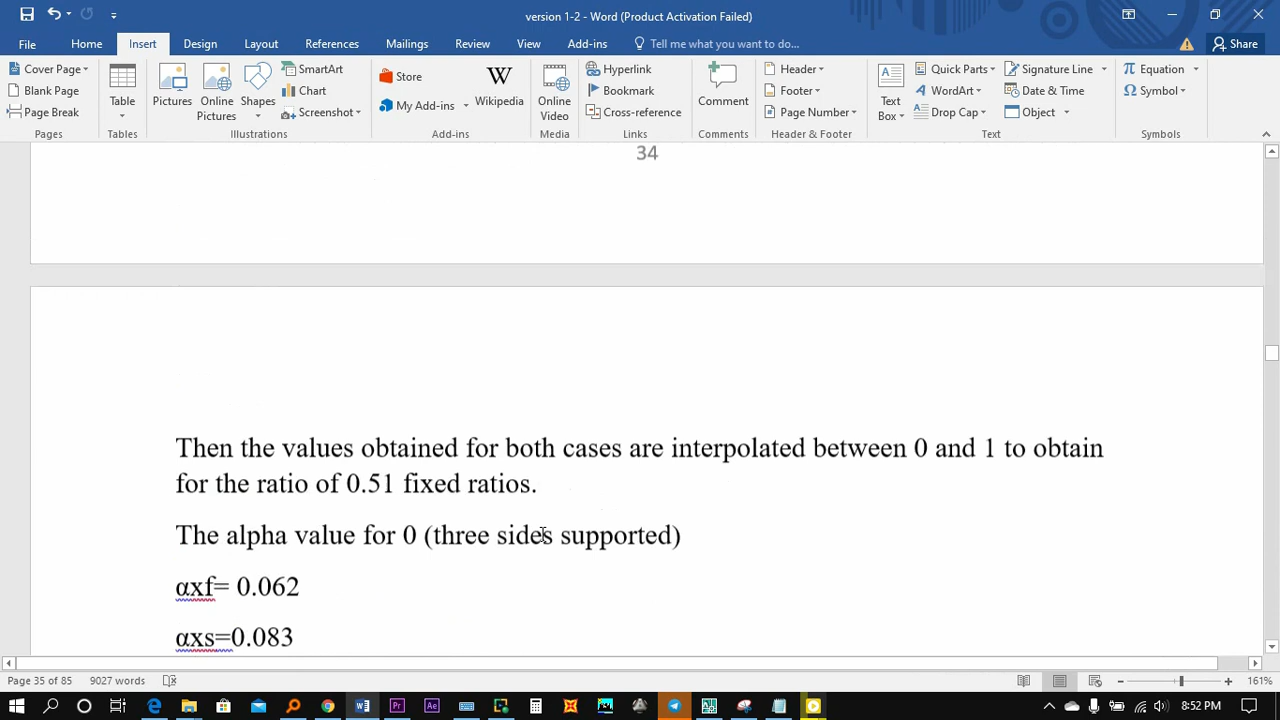 version 1-2 - Word (Product Activation Failed)
File Home Insert Design Layout References Mailings Review View Add-ins Tell me what you want to do... Share
Cover Page
Blank Page
Page Break
Pages
Table
Tables
Pictures
Online Pictures
Shapes
SmartArt
Chart
Screenshot
Illustrations
Store
My Add-ins
Wikipedia
Add-ins
Online Video
Media
Hyperlink
Bookmark
Cross-reference
Links
Comment
Comments
Header
Footer
Page Number
Header & Footer
Text Box
Quick Parts
WordArt
Drop Cap
Signature Line
Date & Time
Object
Text
Equation
Symbol
Symbols
34
Then the values obtained for both cases are interpolated between 0 and 1 to obtain
for the ratio of 0.51 fixed ratios.
The alpha value for 0 (three sides supported)
αxf= 0.062
αxs=0.083
Page 35 of 85 9027 words 161%
8:52 PM